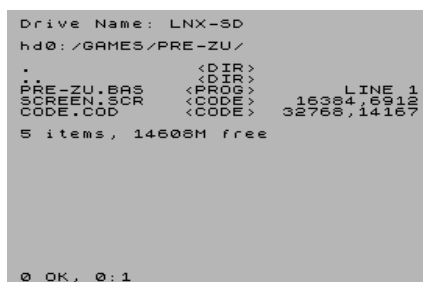 Drive Name: LNX-SD
hd0:/GAMES/PRE-ZU/
. <DIR>
.. <DIR>
PRE-ZU.BAS <PROG> LINE 1
SCREEN.SCR <CODE> 16384,6912
CODE.COD <CODE> 32768,14167
5 items, 14608M free
0 OK, 0:1